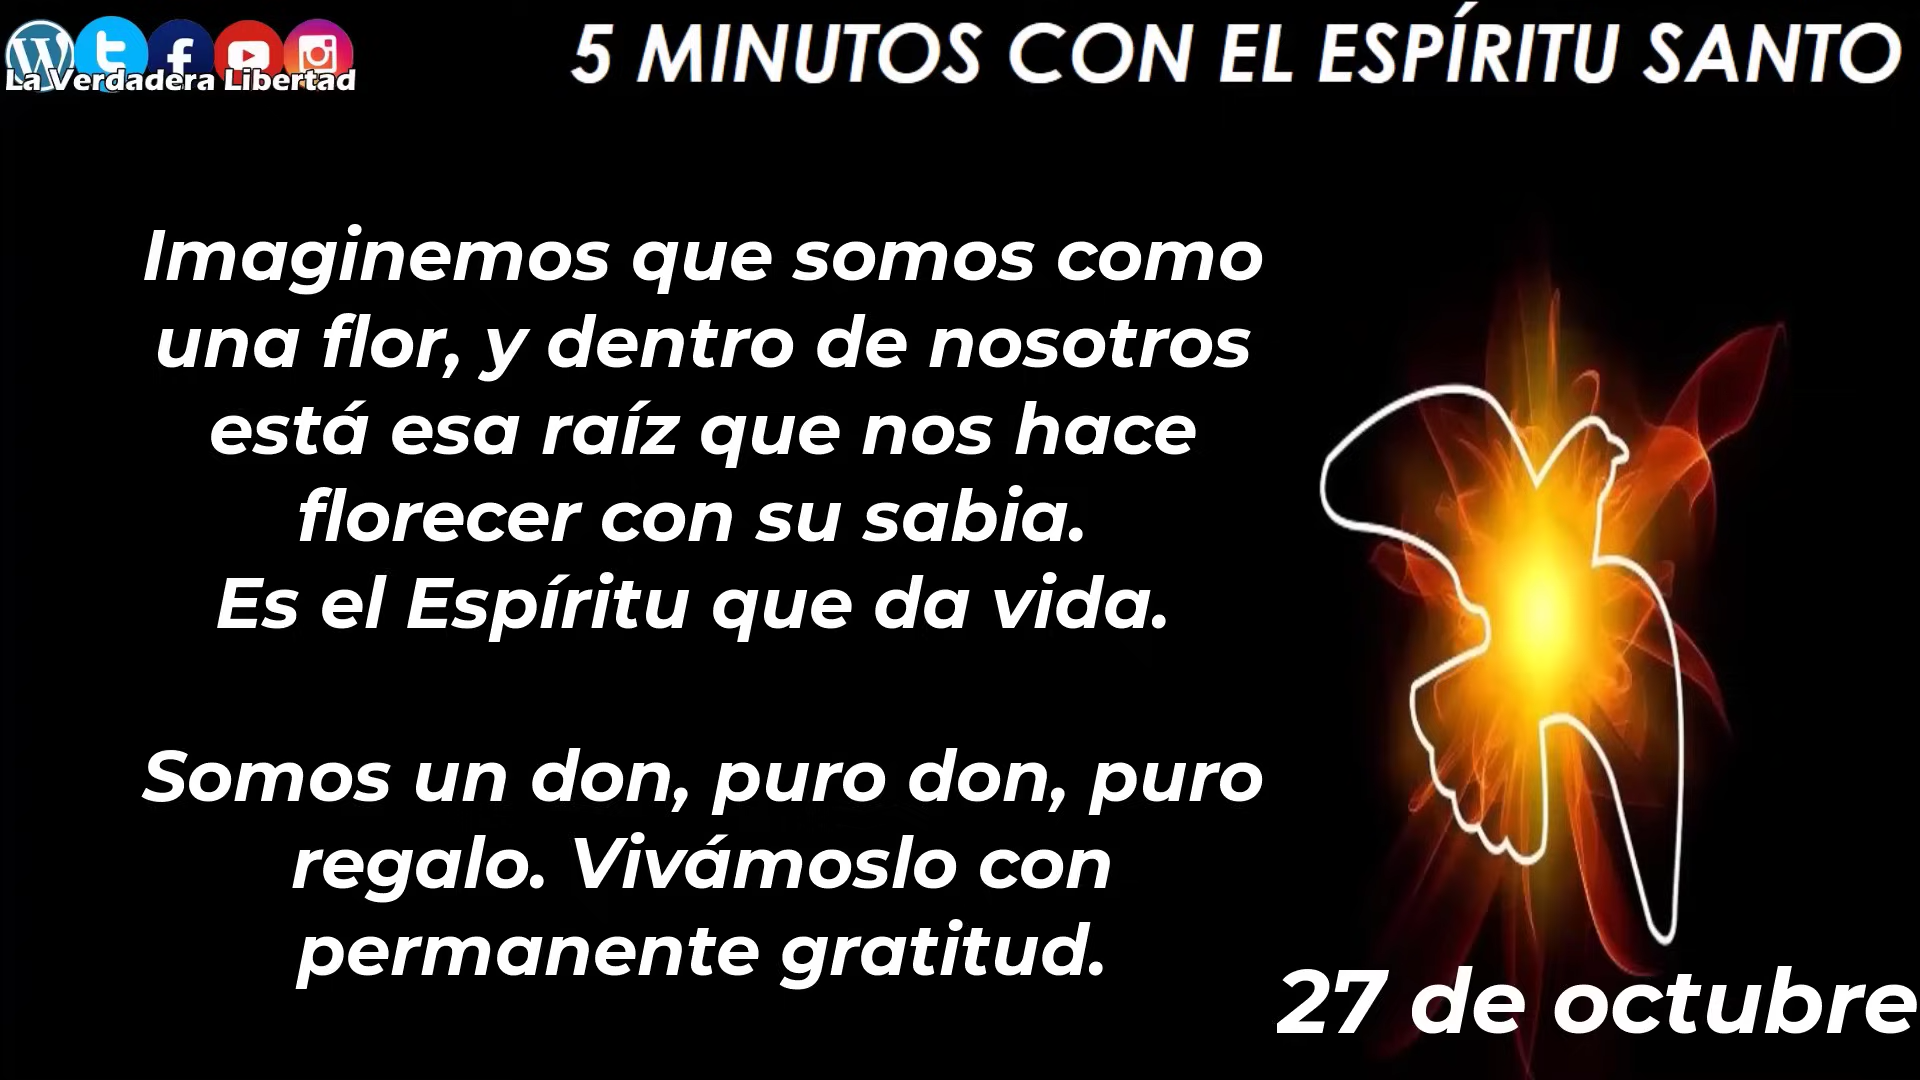 La Verdadera Libertad
5 MINUTOS CON EL ESPÍRITU SANTO
Imaginemos que somos como
una flor, y dentro de nosotros
está esa raíz que nos hace
florecer con su sabia.
Es el Espíritu que da vida.
Somos un don, puro don, puro
regalo. Vivámoslo con
permanente gratitud.
27 de octubre